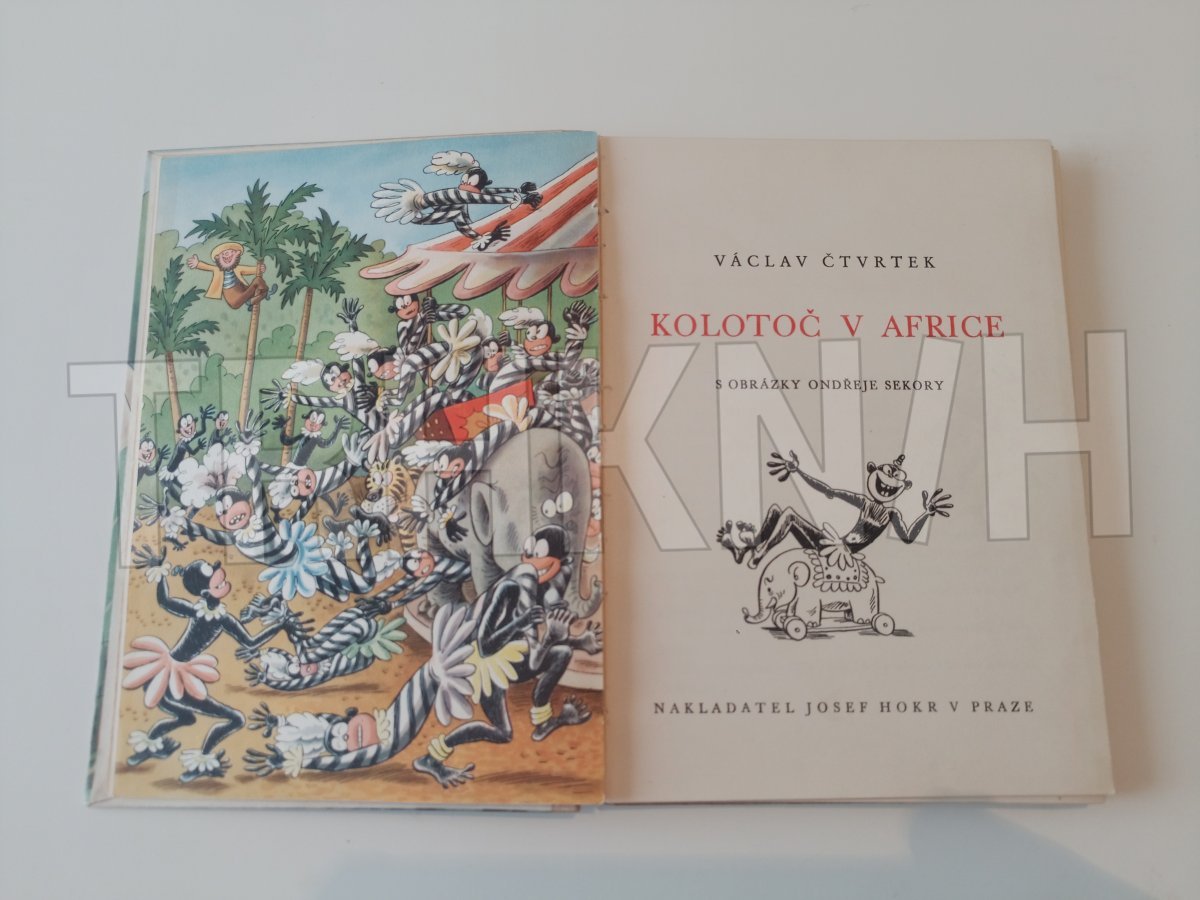 VÁCLAV ČTVRTEK
KOLOTOČ V AFRICE
S OBRÁZKY ONDŘEJE SEKORY
NAKLADATEL JOSEF HOKR V PRAZE